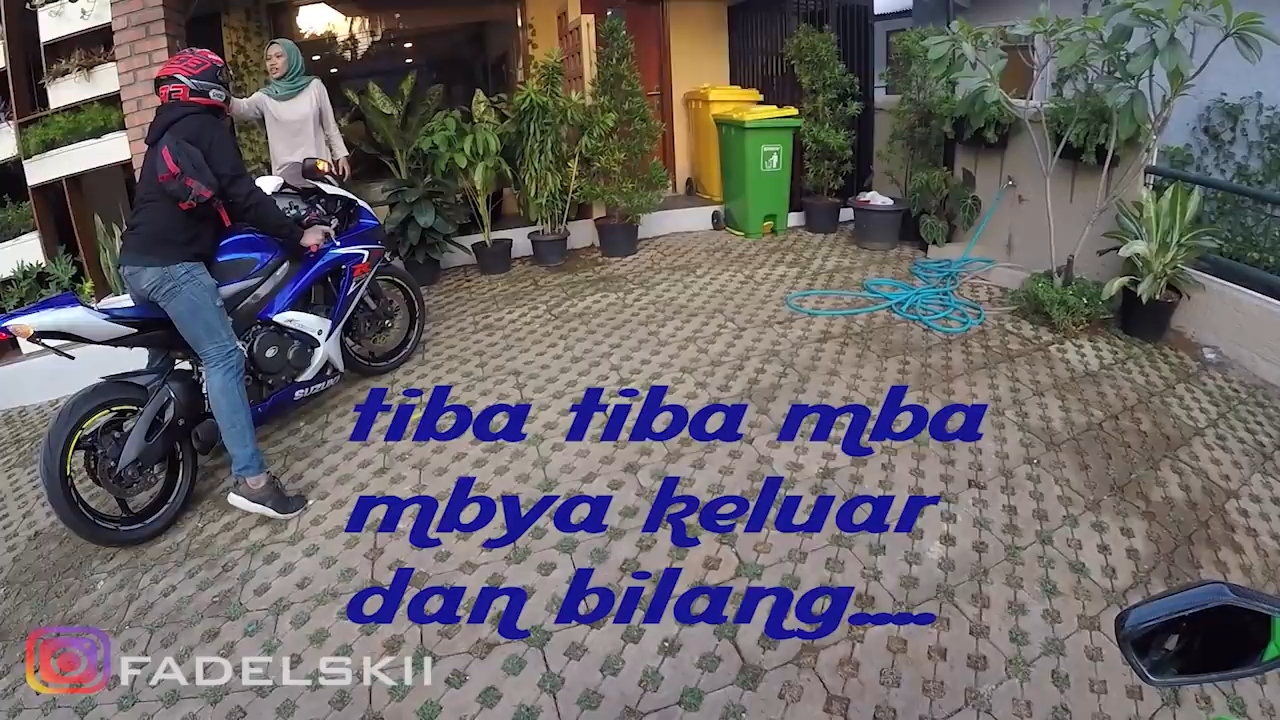 tiba tiba mba
mbya keluar
dan bilang....
FADELSKII
SUZUKI